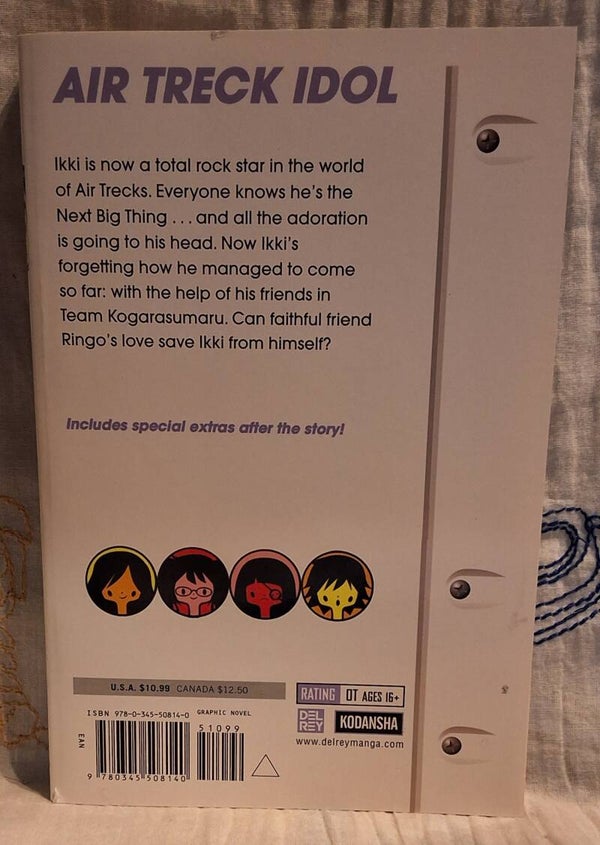 AIR TRECK IDOL
Ikki is now a total rock star in the world
of Air Trecks. Everyone knows he's the
Next Big Thing . . . and all the adoration
is going to his head. Now Ikki's
forgetting how he managed to come
so far: with the help of his friends in
Team Kogarasumaru. Can faithful friend
Ringo's love save Ikki from himself?
Includes special extras after the story!
U.S.A. $10.99 CANADA $12.50
ISBN 978-0-345-50814-0 GRAPHIC NOVEL
51099
EAN
9 780345 508140
RATING OT AGES 16+
DEL
REY
KODANSHA
www.delreymanga.com